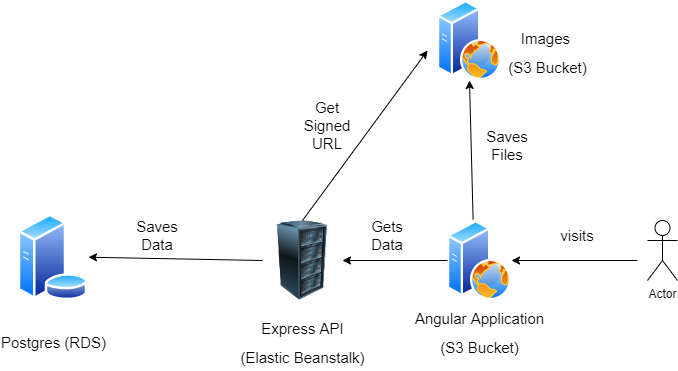 Images
(S3 Bucket)
Get
Signed
URL
Saves
Files
Saves
Data
Gets
Data
visits
Actor
Angular Application
(S3 Bucket)
Express API
(Elastic Beanstalk)
Postgres (RDS)